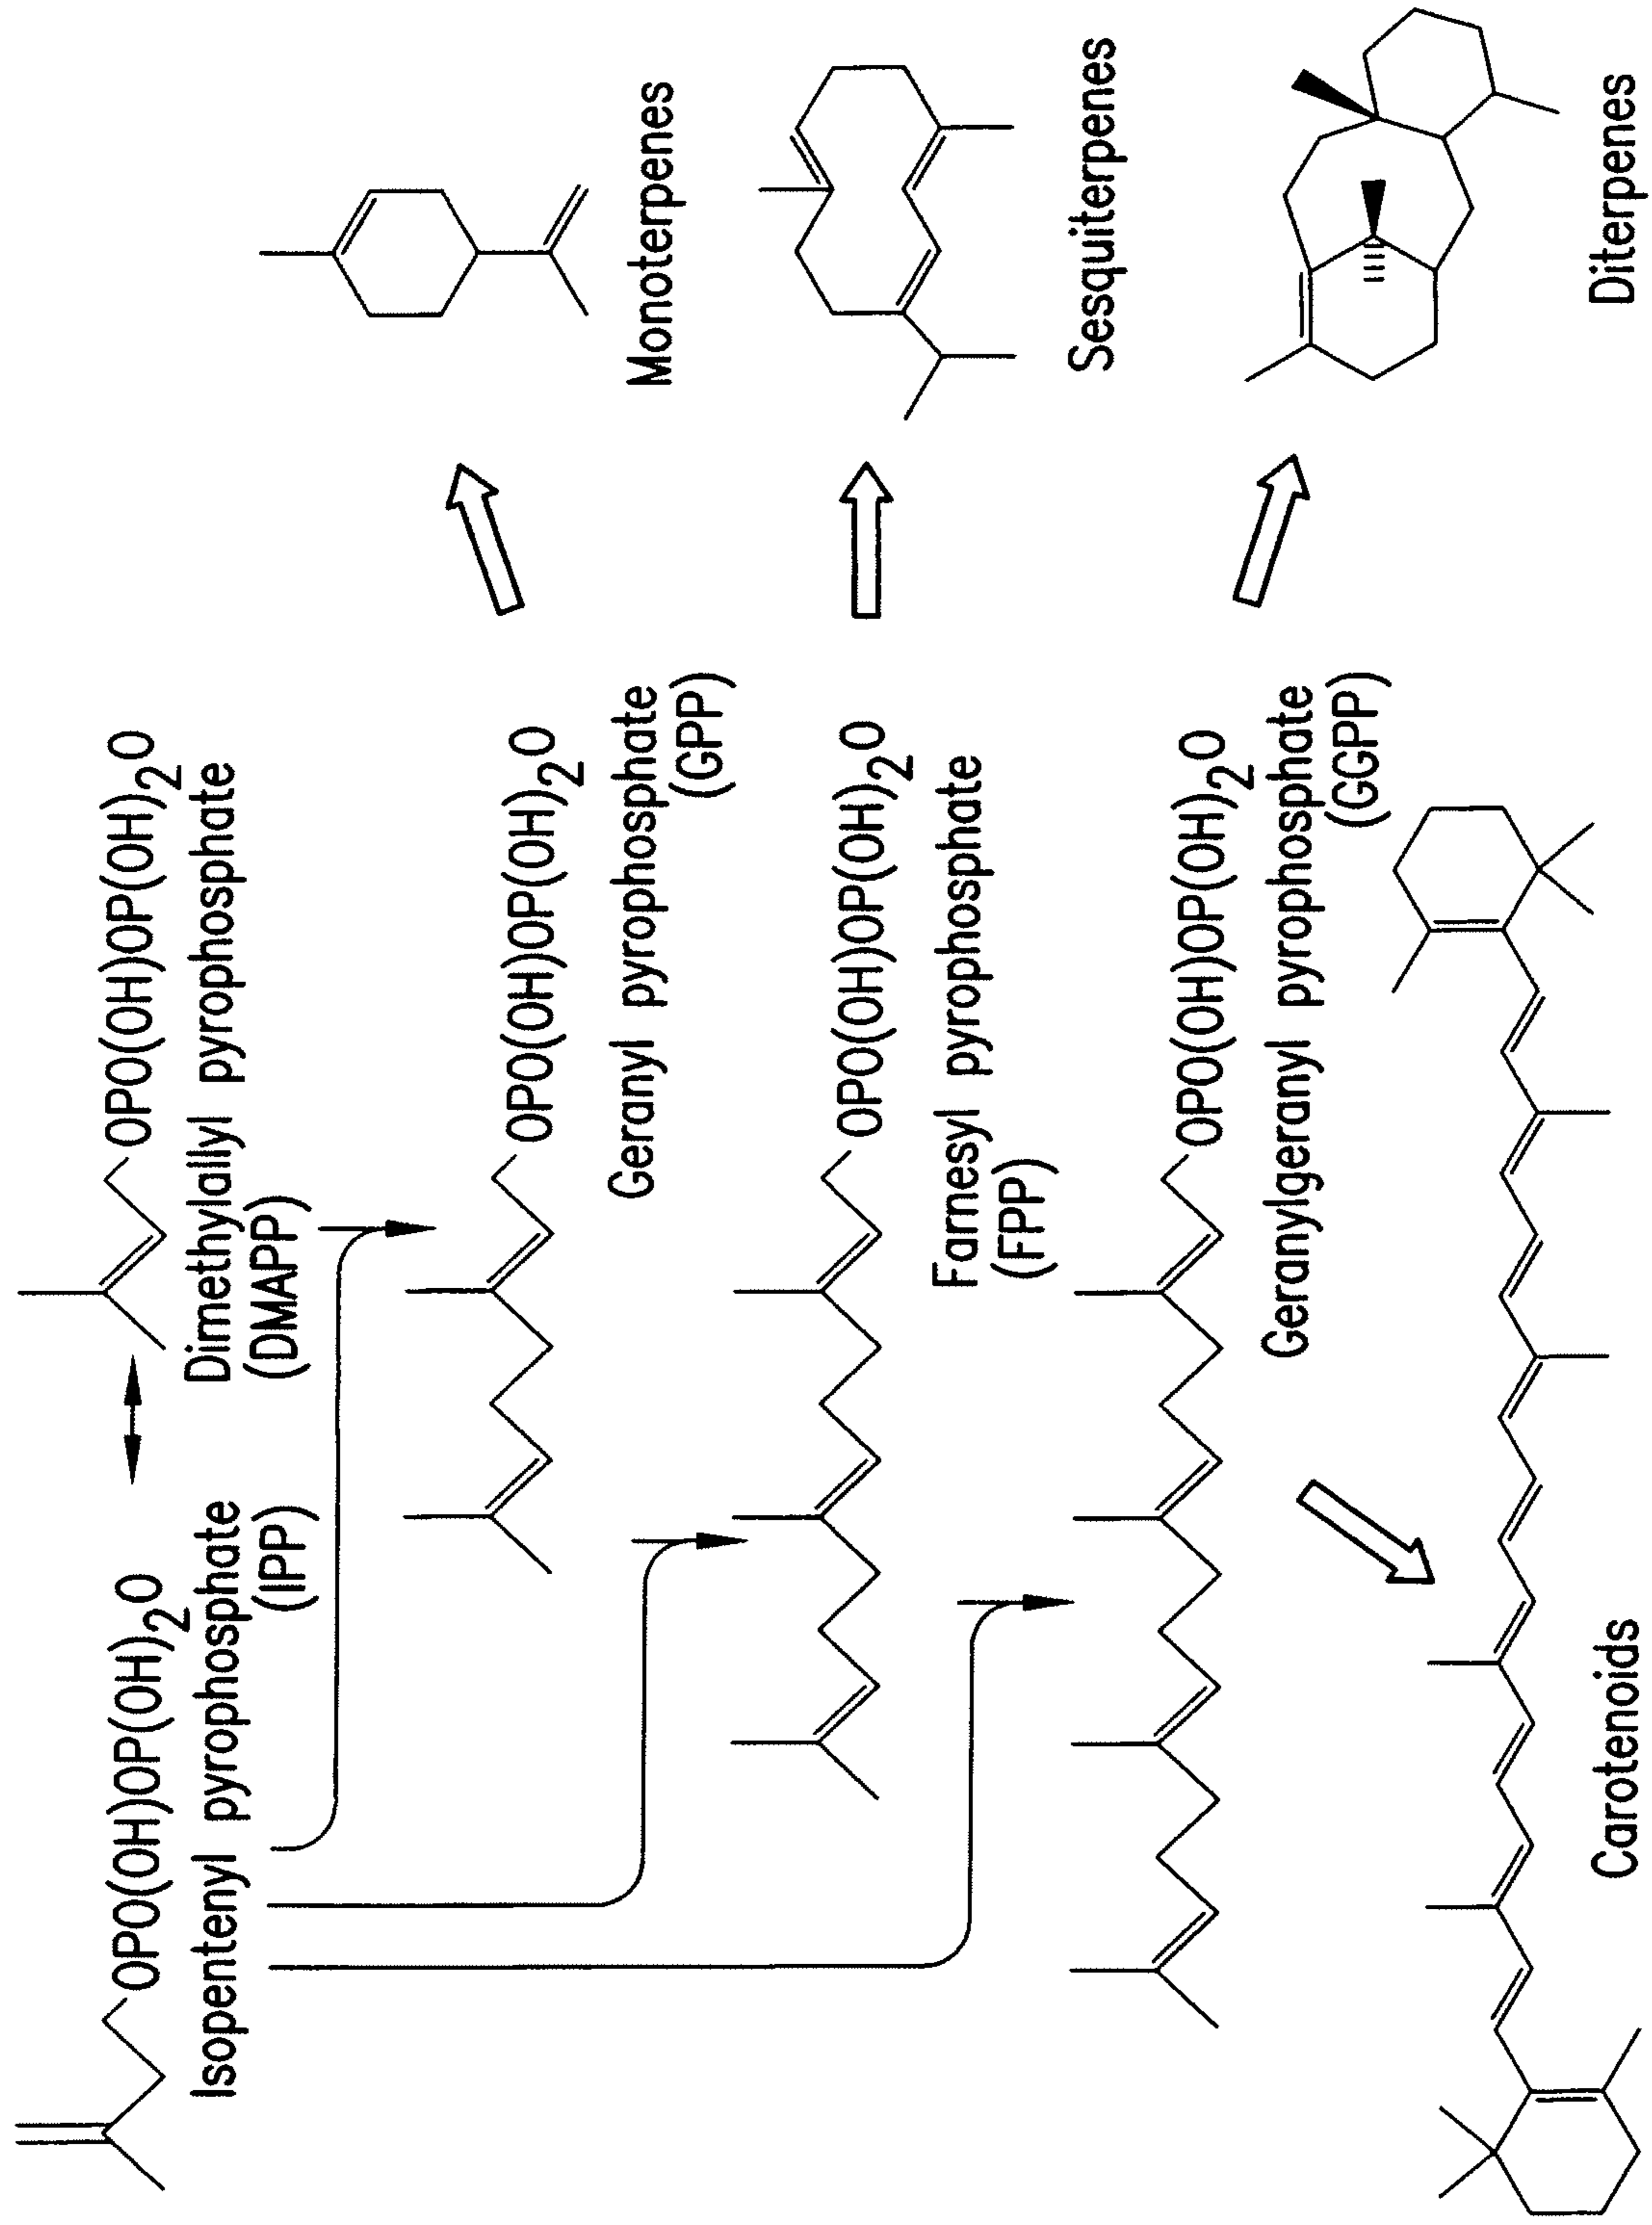 OPO(OH)OP(OH)2O
Isopentenyl pyrophosphate
(IPP)
OPO(OH)OP(OH)2O
Dimethylallyl pyrophosphate
(DMAPP)
OPO(OH)OP(OH)2O
Geranyl pyrophosphate
(GPP)
Monoterpenes
OPO(OH)OP(OH)2O
Farnesyl pyrophosphate
(FPP)
Sesquiterpenes
OPO(OH)OP(OH)2O
Geranylgeranyl pyrophosphate
(GGPP)
Diterpenes
Carotenoids